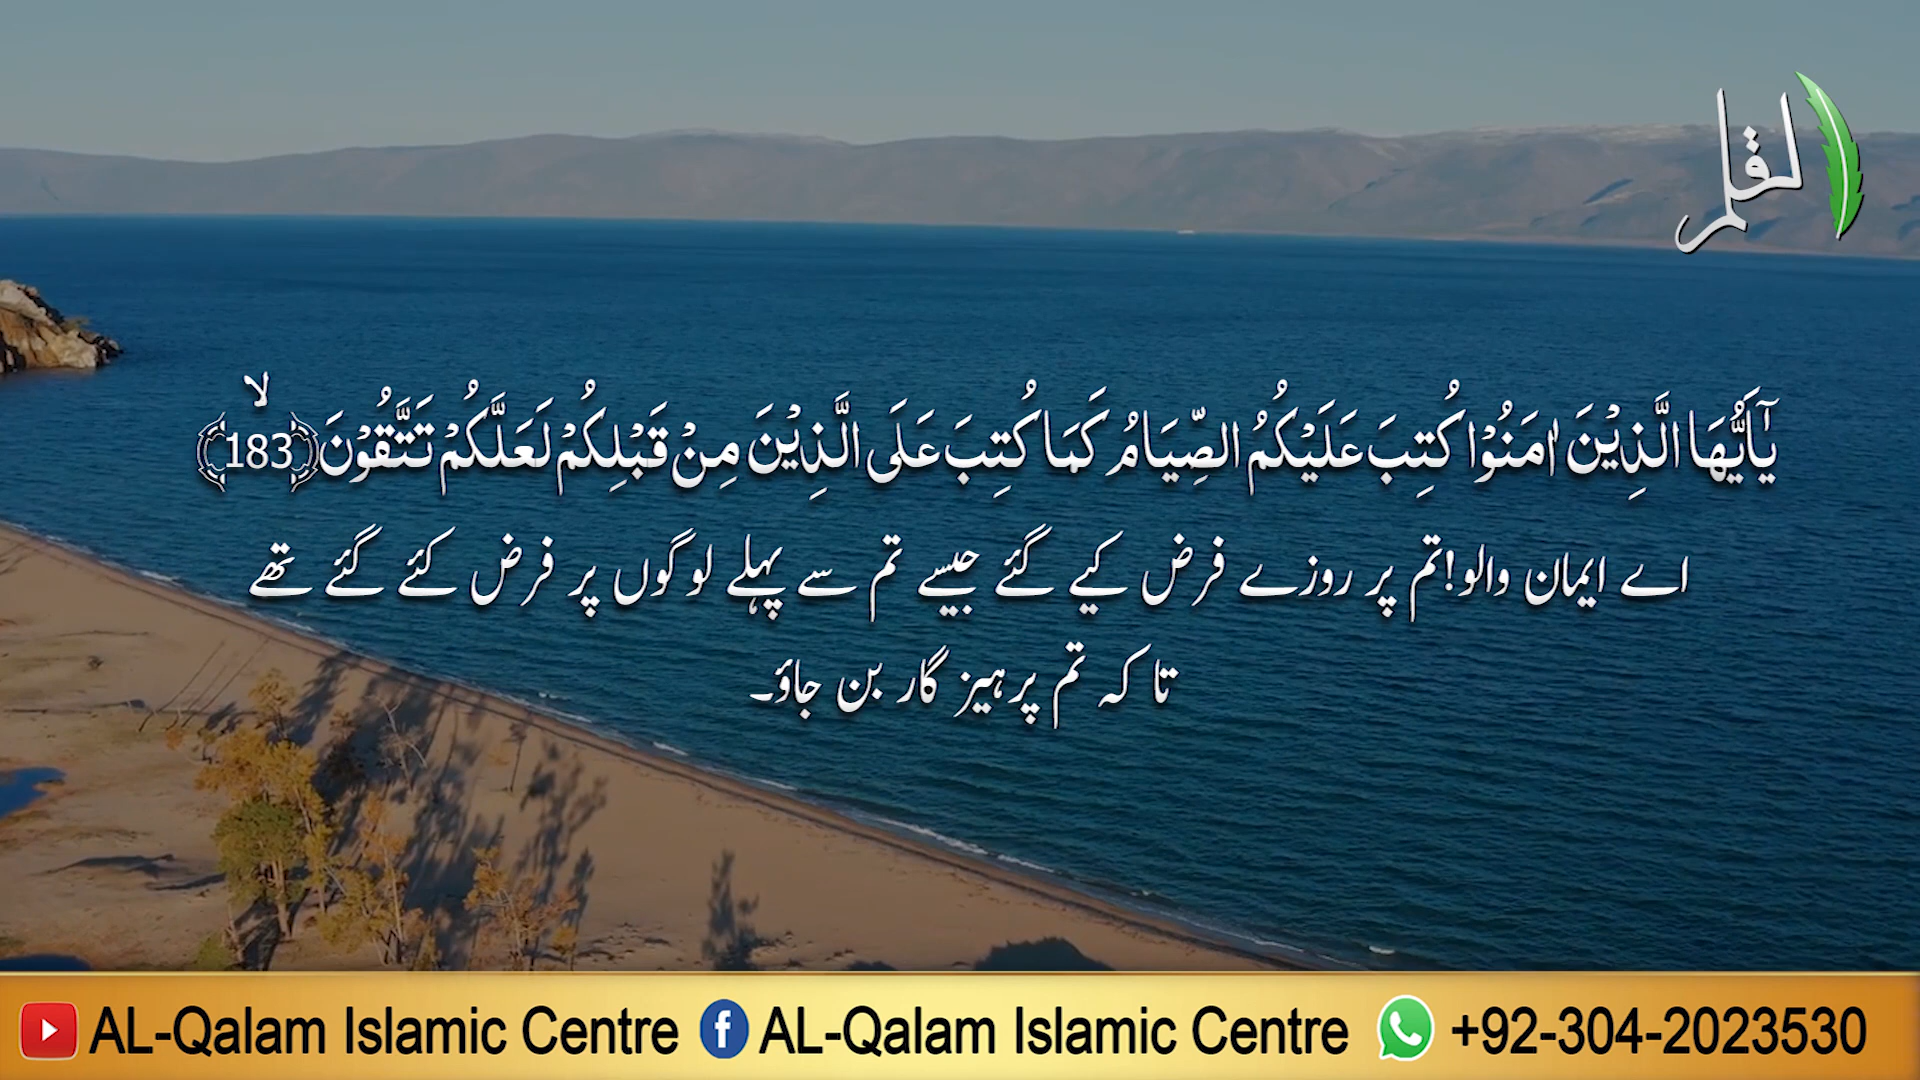 القلم
يٰۤاَيُّهَا الَّذِيْنَ اٰمَنُوْا كُتِبَ عَلَيْكُمُ الصِّيَامُ كَمَا كُتِبَ عَلَى الَّذِيْنَ مِنْ قَبْلِكُمْ لَعَلَّكُمْ تَتَّقُوْنَۙ﴿183﴾
اے ایمان والو!تم پر روزے فرض کیے گئے جیسے تم سے پہلے لوگوں پر فرض کئے گئے تھے
تا کہ تم پرہیز گار بن جاؤ۔
AL-Qalam Islamic Centre AL-Qalam Islamic Centre +92-304-2023530